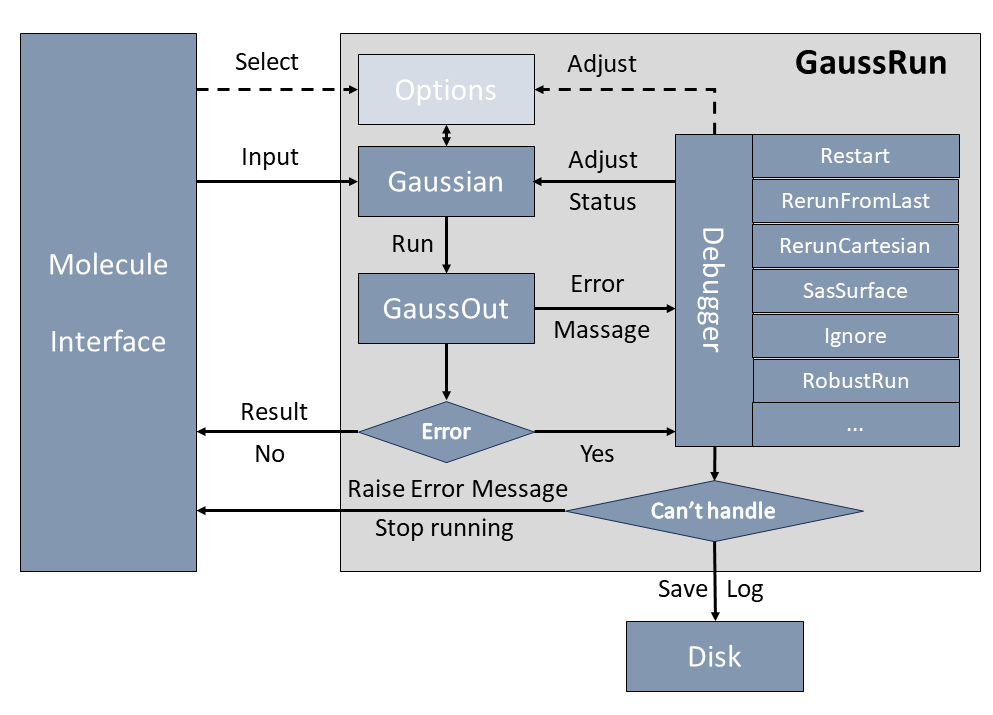 GaussRun
Select
Options
Adjust
Input
Gaussian
Adjust
Status
Restart
RerunFromLast
RerunCartesian
SasSurface
Ignore
RobustRun
...
Debugger
Molecule
Interface
Run
GaussOut
Error
Massage
Result
No
Error
Yes
Raise Error Message
Stop running
Can't handle
Save
Log
Disk